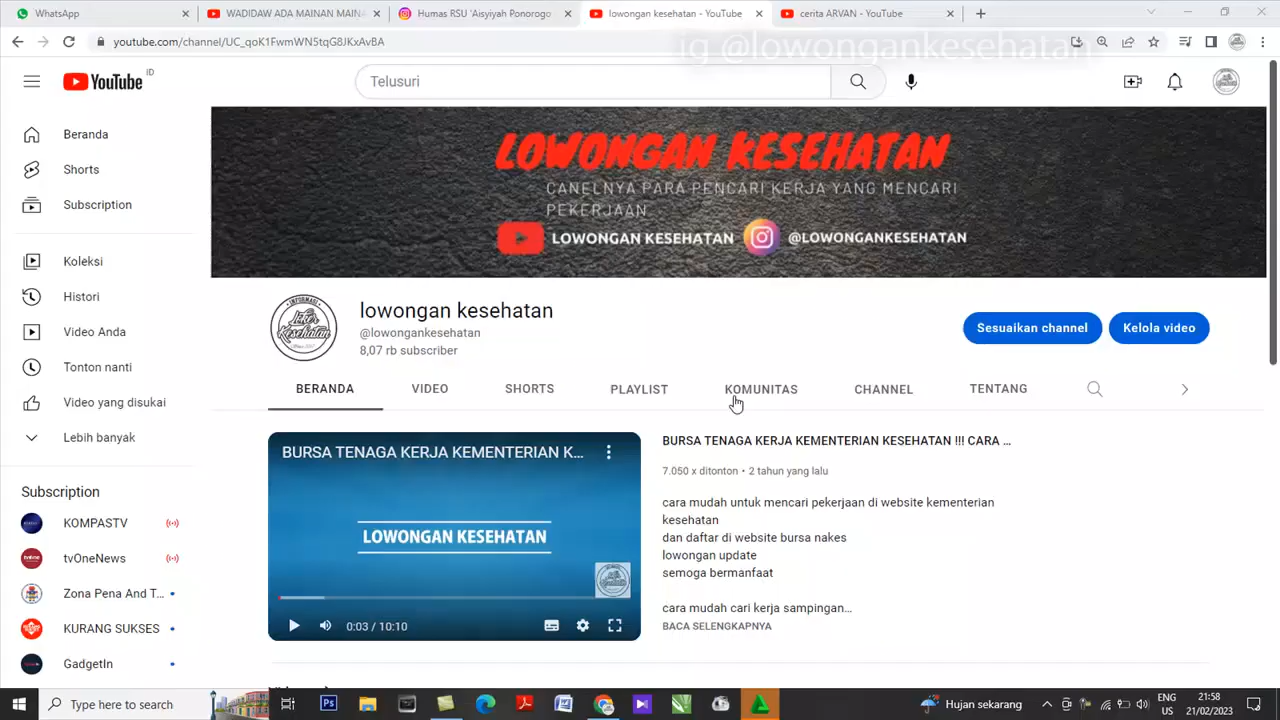 WhatsApp
WADIDAW ADA MAINAN MAINA
Humas RSU 'Aisyiyah Ponorogo
lowongan kesehatan - YouTube
cerita ARVAN - YouTube
youtube.com/channel/UC_qoK1FwmWN5tqG8JKxAvBA
ig @lowongankesehatan
YouTube
ID
Telusuri
Beranda
Shorts
Subscription
Koleksi
Histori
Video Anda
Tonton nanti
Video yang disukai
Lebih banyak
Subscription
KOMPASTV
tvOneNews
Zona Pena And T...
KURANG SUKSES
GadgetIn
LOWONGAN KESEHATAN
CANELNYA PARA PENCARI KERJA YANG MENCARI
PEKERJAAN
LOWONGAN KESEHATAN
@LOWONGANKESEHATAN
INFORMASI
loker
Kesehatan
lowongan kesehatan
@lowongankesehatan
8,07 rb subscriber
Sesuaikan channel
Kelola video
BERANDA
VIDEO
SHORTS
PLAYLIST
KOMUNITAS
CHANNEL
TENTANG
BURSA TENAGA KERJA KEMENTERIAN K...
LOWONGAN KESEHATAN
0:03 / 10:10
BURSA TENAGA KERJA KEMENTERIAN KESEHATAN !!! CARA ...
7.050 x ditonton • 2 tahun yang lalu
cara mudah untuk mencari pekerjaan di website kementerian
kesehatan
dan daftar di website bursa nakes
lowongan update
semoga bermanfaat
cara mudah cari kerja sampingan...
BACA SELENGKAPNYA
Type here to search
Ps
Hujan sekarang
ENG
US
21:58
21/02/2023